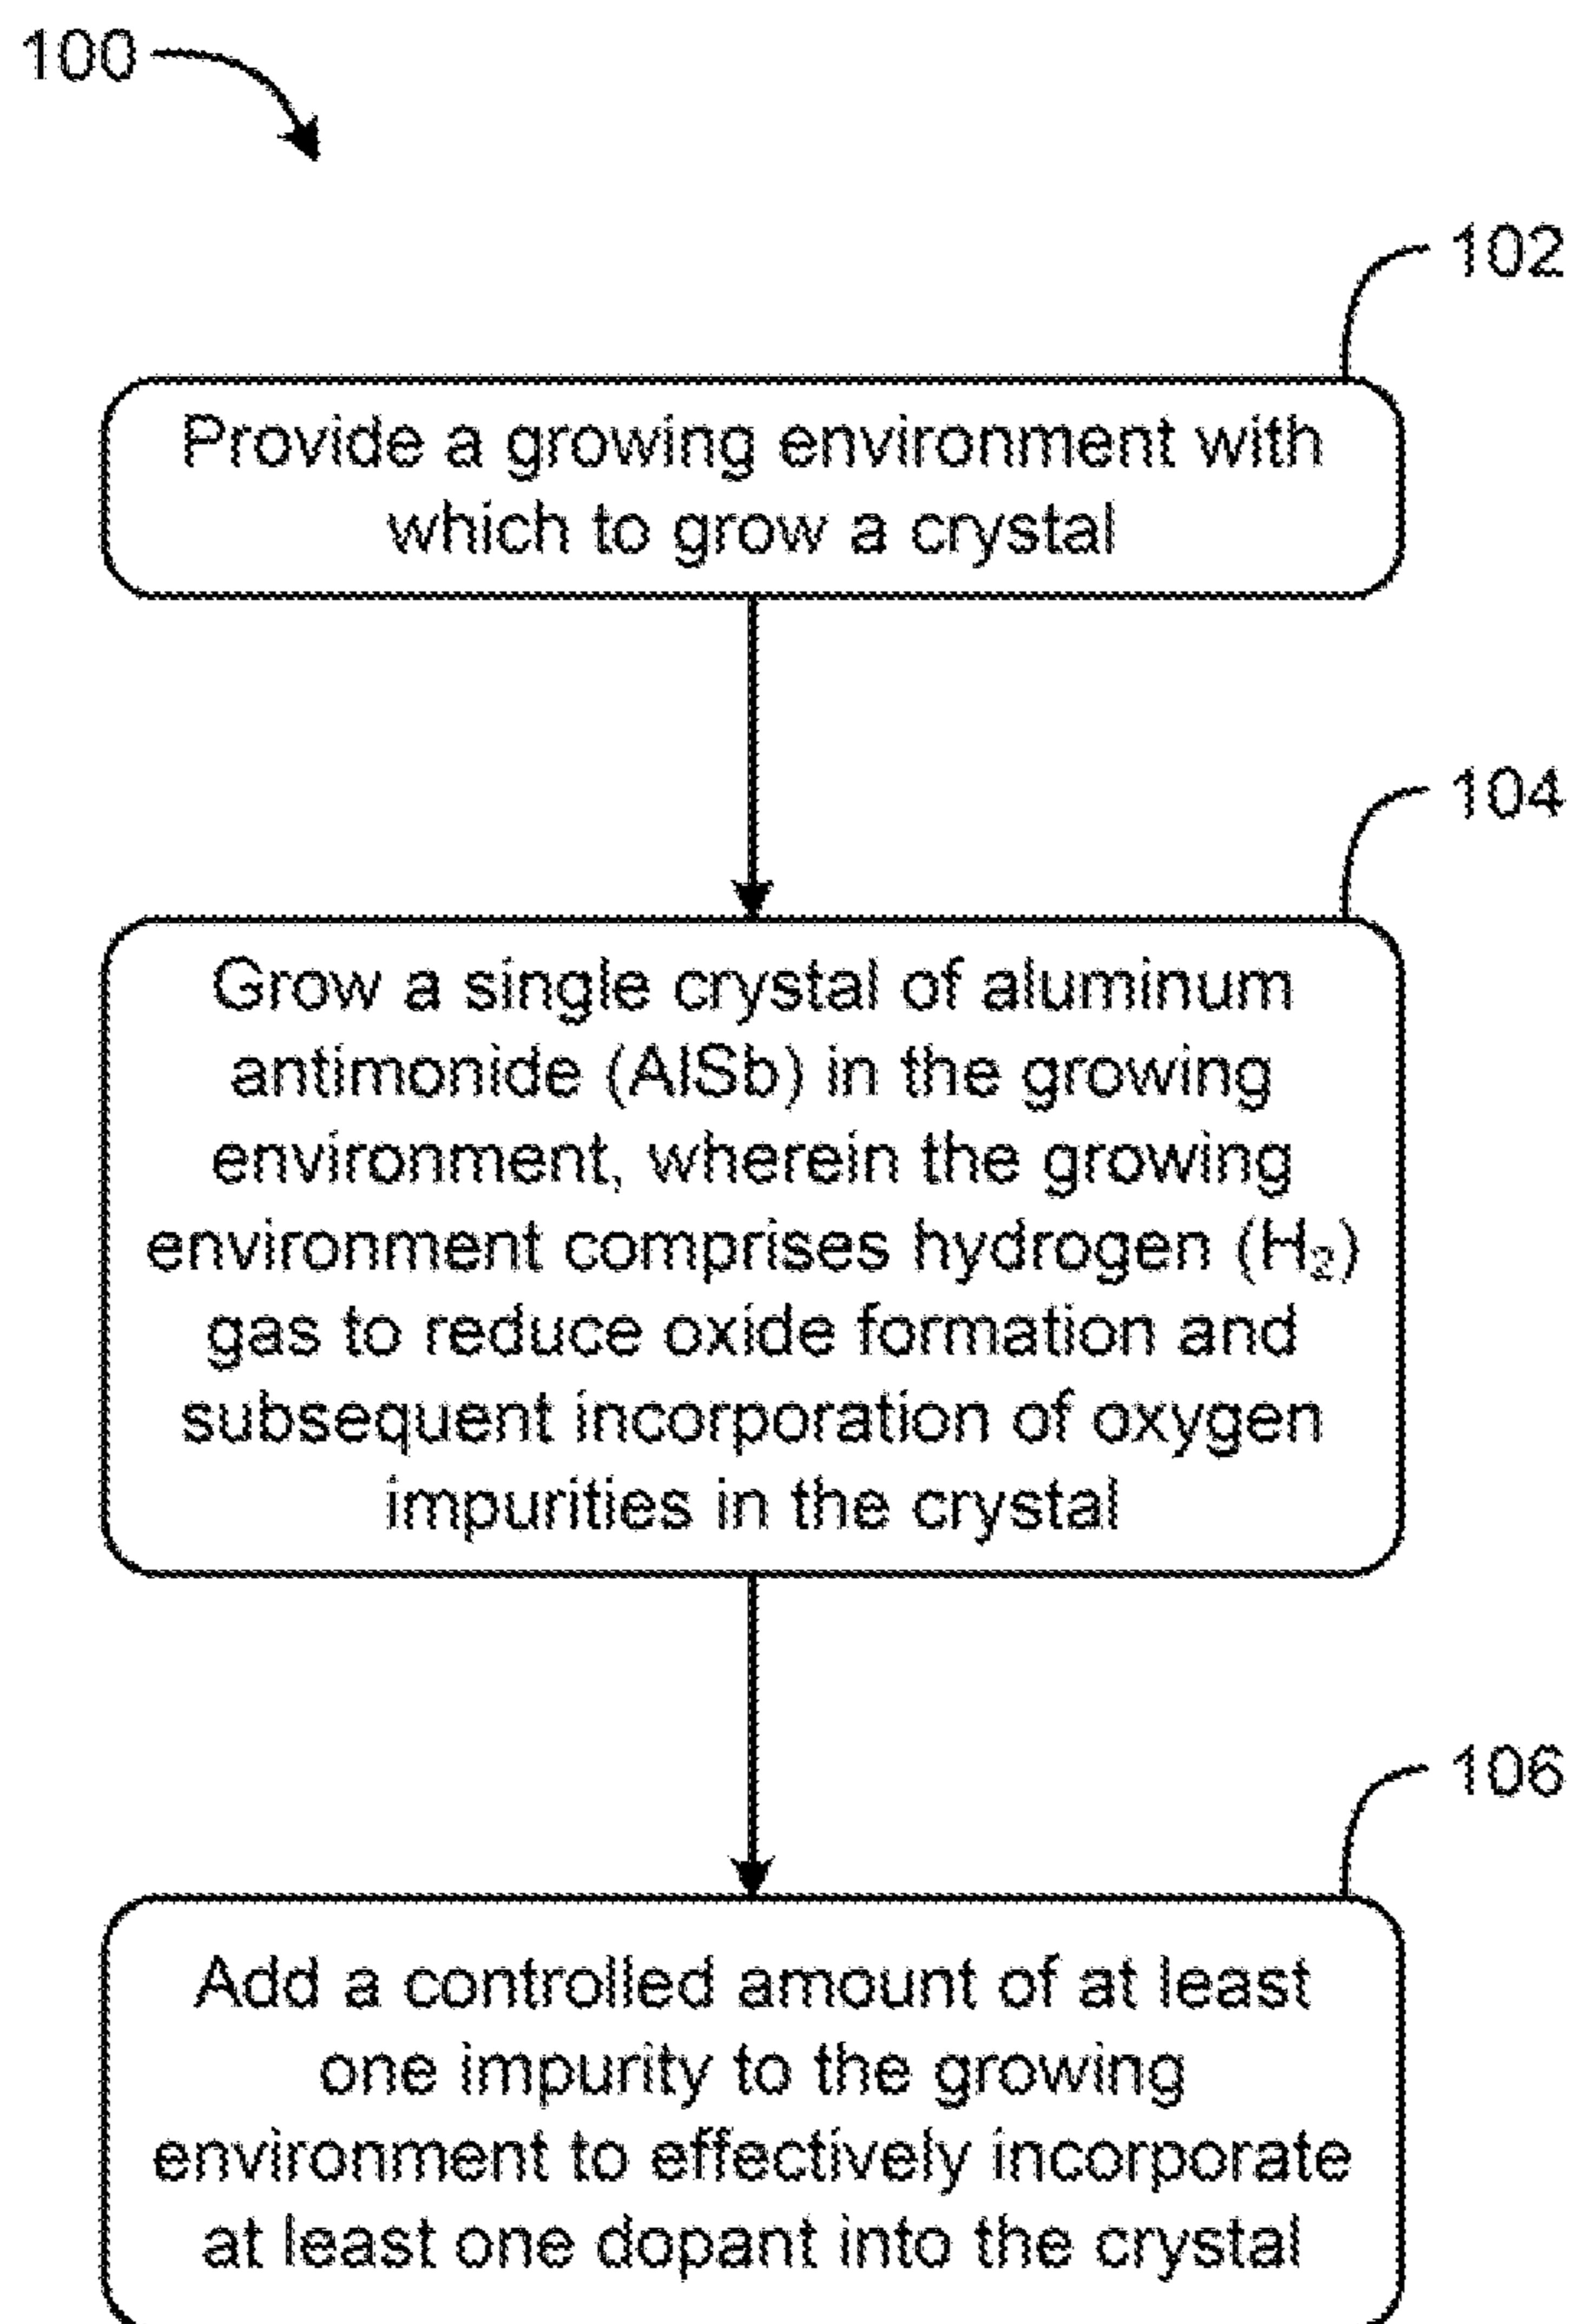 100
102
Provide a growing environment with
which to grow a crystal
104
Grow a single crystal of aluminum
antimonide (AlSb) in the growing
environment, wherein the growing
environment comprises hydrogen (H₂)
gas to reduce oxide formation and
subsequent incorporation of oxygen
impurities in the crystal
106
Add a controlled amount of at least
one impurity to the growing
environment to effectively incorporate
at least one dopant into the crystal